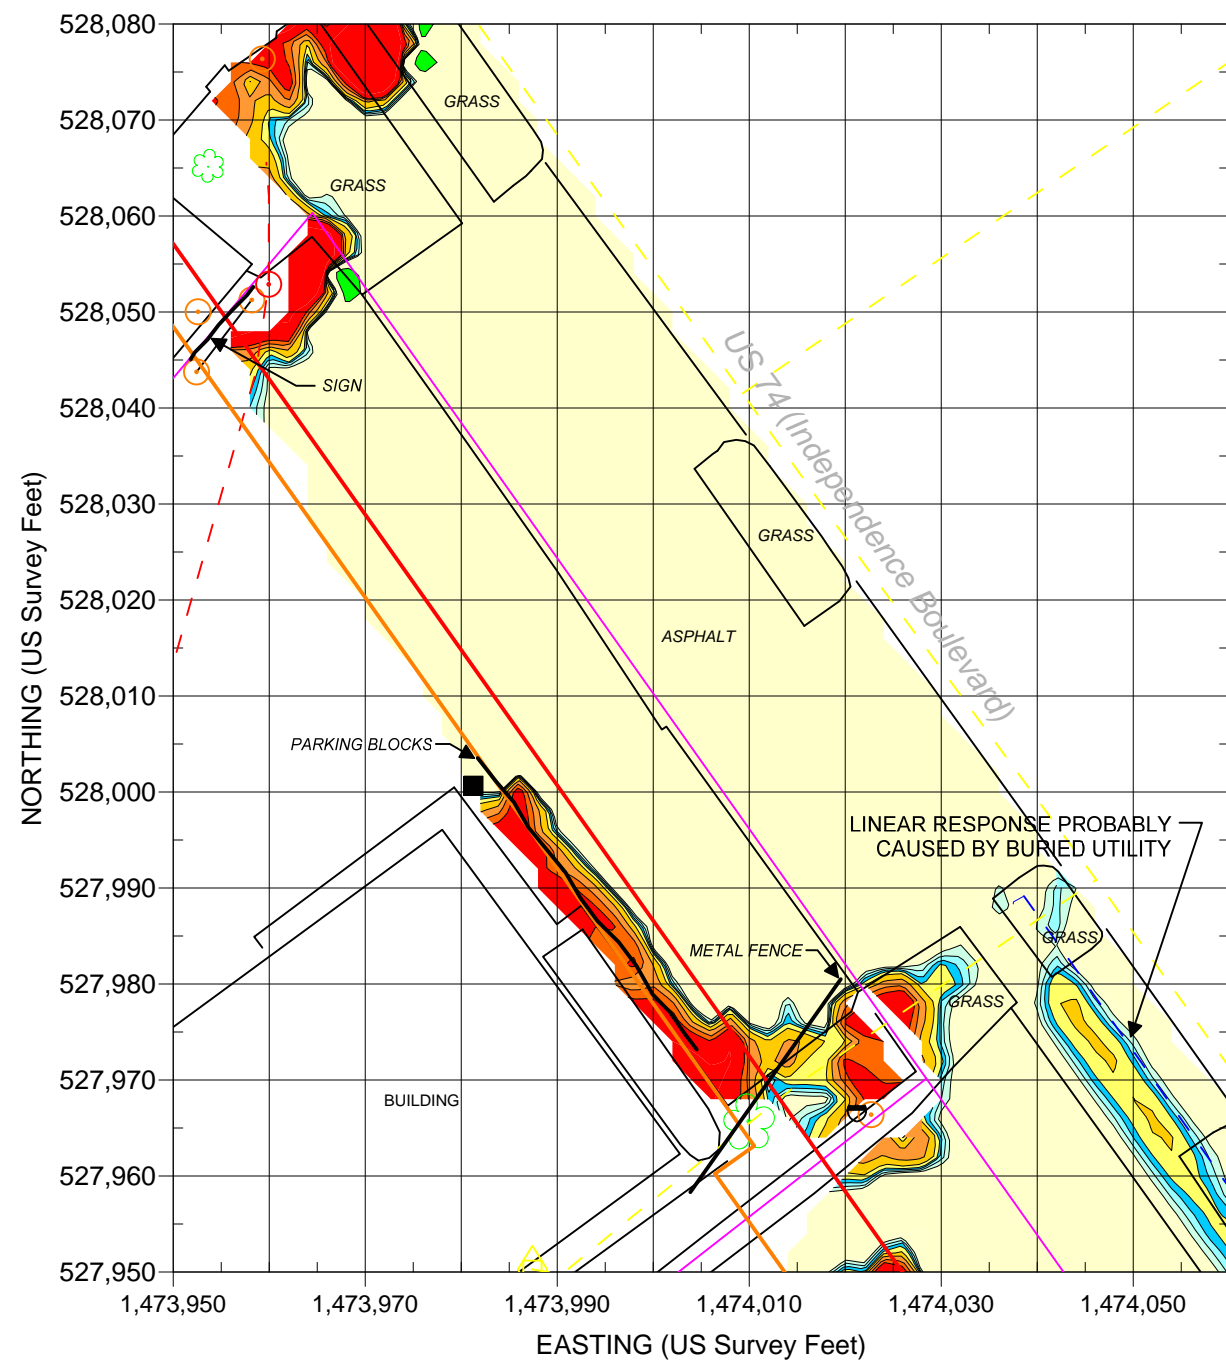 528,080
528,070
528,060
528,050
528,040
528,030
528,020
528,010
528,000
527,990
527,980
527,970
527,960
527,950
NORTHING (US Survey Feet)
GRASS
GRASS
SIGN
US 74 (Independence Boulevard)
GRASS
ASPHALT
PARKING BLOCKS
LINEAR RESPONSE PROBABLY
CAUSED BY BURIED UTILITY
METAL FENCE
GRASS
GRASS
BUILDING
1,473,950
1,473,970
1,473,990
1,474,010
1,474,030
1,474,050
EASTING (US Survey Feet)